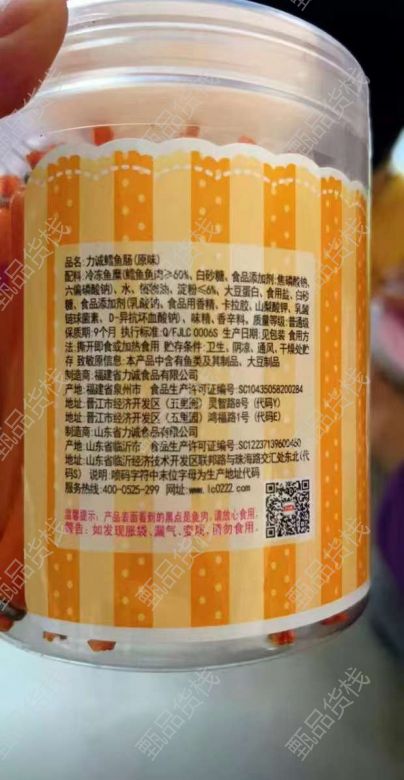 品名: 力诚鳕鱼肠(原味)
配料: 冷冻鱼糜(鳕鱼鱼肉≥60%, 白砂糖, 食品添加剂:焦磷酸钠,
六偏磷酸钠)、水、植物油、淀粉≤6%、大豆蛋白、食用盐、白砂
糖、食品添加剂(乳酸钠、食品用香精、卡拉胶、山梨酸钾、乳酸
链球菌素、D-异抗坏血酸钠)、味精、香辛料。质量等级:普通级
保质期:9个月 执行标准:Q/FJLC 0006S 生产日期:见包装 食用方
法:撕开即食或加热食用 贮存条件:卫生、阴凉、通风、干燥处贮
存 致敏原信息:本产品中含有鱼类及其制品、大豆制品
制造商:福建省力诚食品有限公司
产地:福建省泉州市 食品生产许可证编号:SC10435058200284
地址:晋江市经济开发区(五里园)灵智路8号(代码Y)
地址:晋江市经济开发区(五里园)鸿福路1号(代码E)
制造商:山东省力诚食品有限公司
产地:山东省临沂市 食品生产许可证编号:SC12237139600460
地址:山东省临沂经济技术开发区联邦路与珠海路交汇处东北(代
码S) 说明:喷码字符中末位字母为生产地址代码
服务热线:400-0525-299 网址:www.lc0222.com
温馨提示: 产品表面看到的黑点是鱼肉,请放心食用。
警告: 如发现胀袋、漏气、变质,请勿食用。
甄品货栈